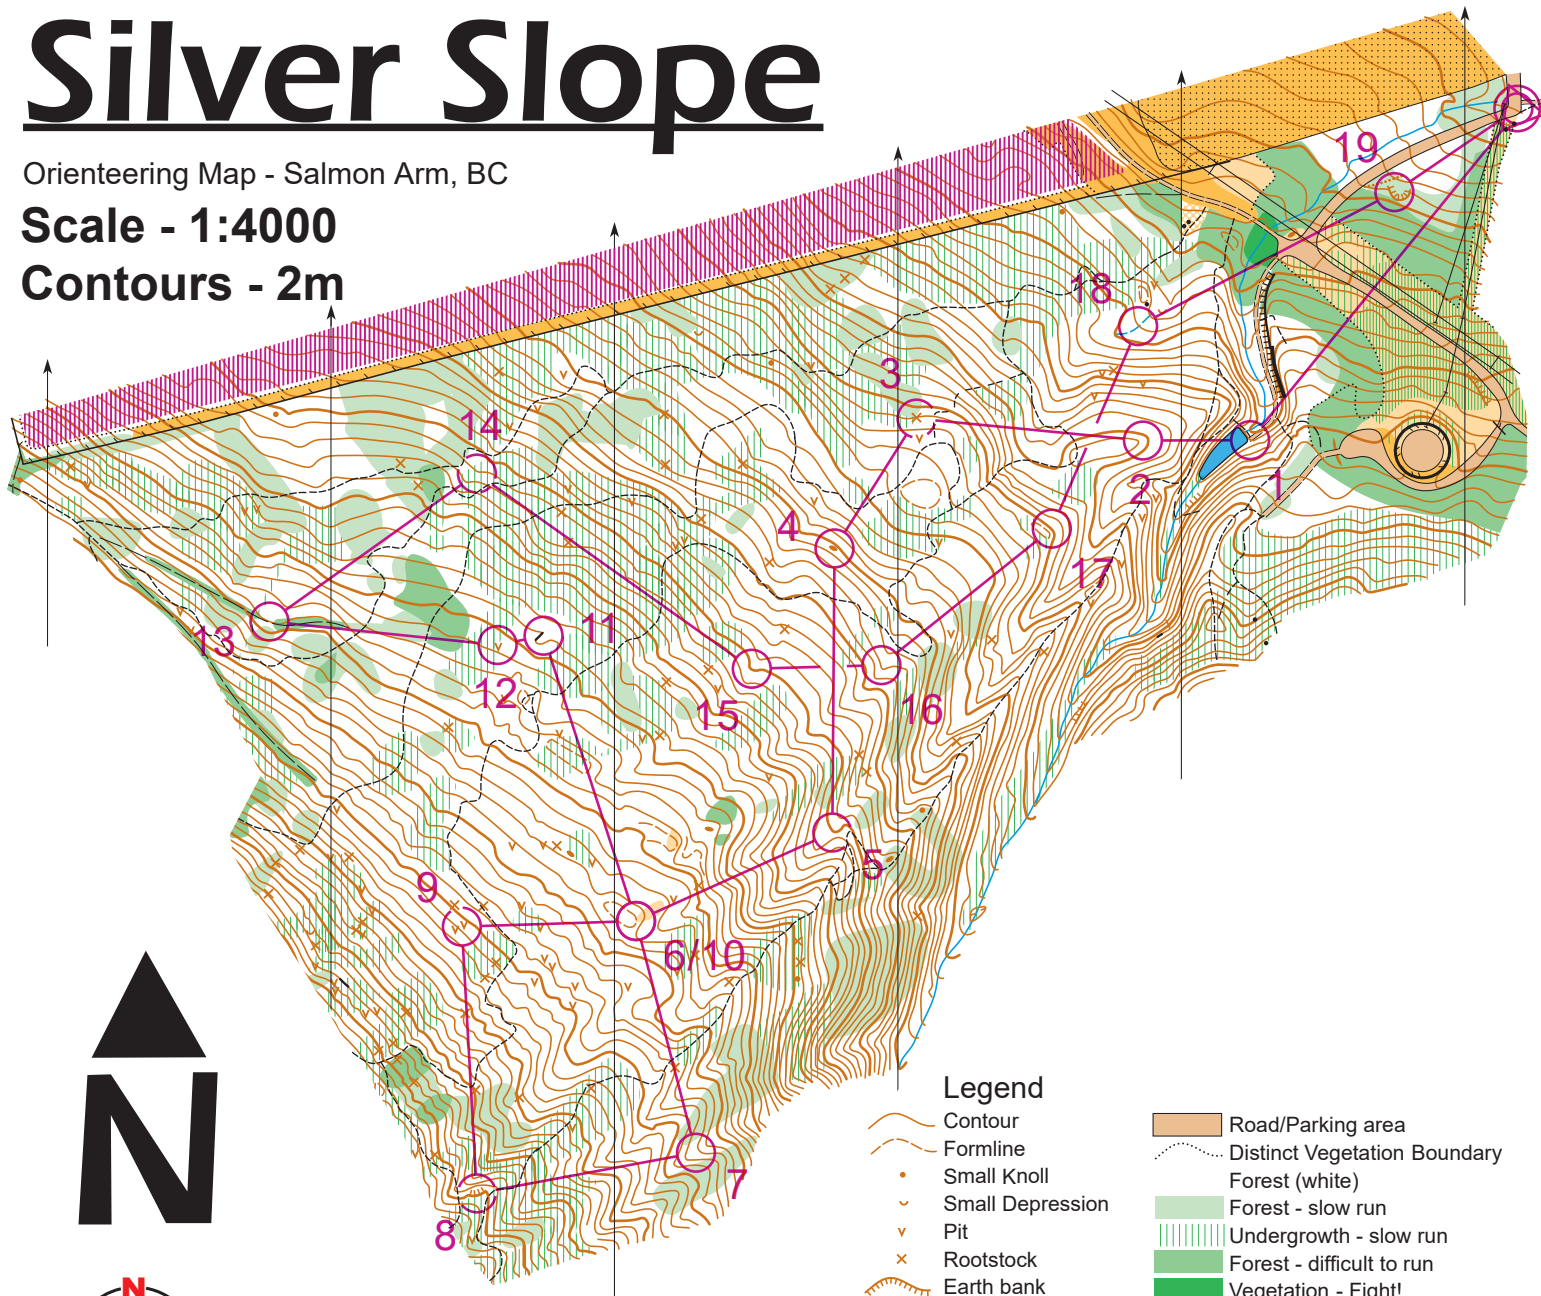 Silver Slope
Orienteering Map - Salmon Arm, BC
Scale - 1:4000
Contours - 2m
19
18
3
14
2
1
4
17
13
11
12
15
16
5
9
6/10
7
8
N
N
Legend
Contour
Formline
Small Knoll
Small Depression
Pit
Rootstock
Earth bank
Road/Parking area
Distinct Vegetation Boundary
Forest (white)
Forest - slow run
Undergrowth - slow run
Forest - difficult to run
Vegetation - Fight!